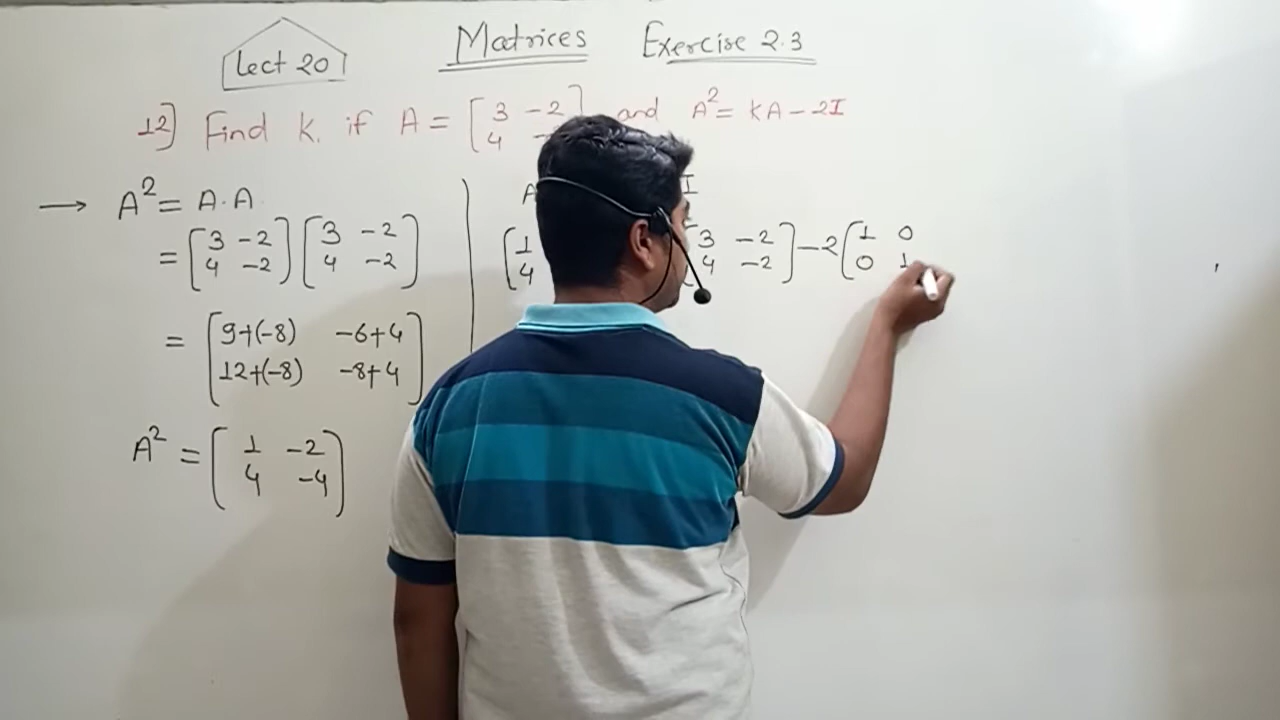 Lect 20 Matrices Exercise 2.3
12] Find k. if A = [ 3 -2 ] and A² = kA - 2I
4
→ A² = A.A
= [ 3 -2 ] [ 3 -2 ]
4 -2 4 -2
= [ 9+(-8) -6+4 ]
12+(-8) -8+4
A² = [ 1 -2 ]
4 -4
A I
[ 1 [ 3 -2 ] -2 [ 1 0
4 4 -2 0 1